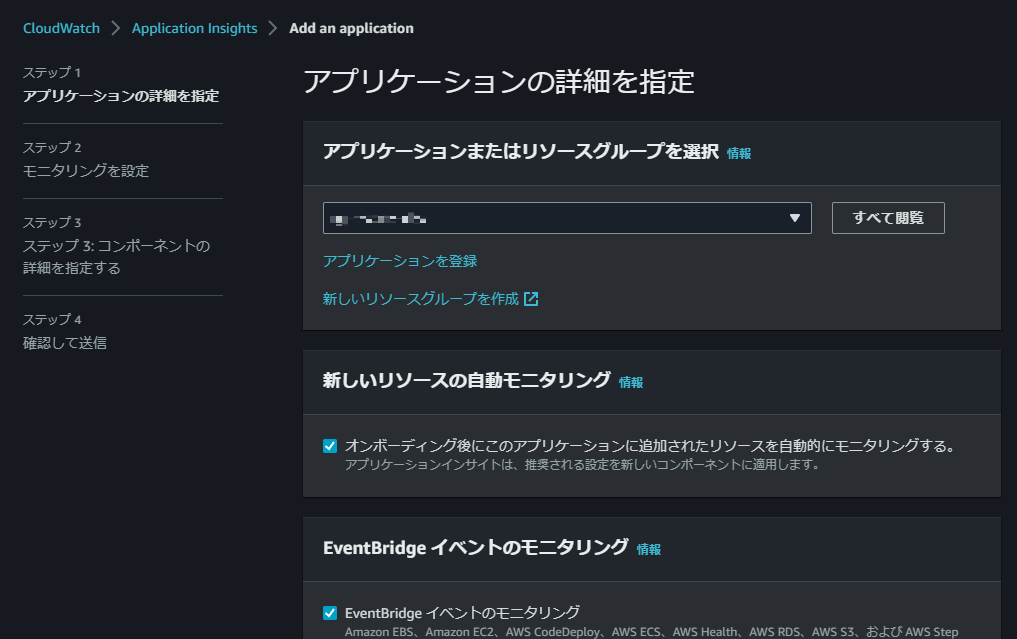 CloudWatch > Application Insights > Add an application
ステップ 1
アプリケーションの詳細を指定
ステップ 2
モニタリングを設定
ステップ 3
ステップ 3: コンポーネントの
詳細を指定する
ステップ 4
確認して送信
アプリケーションの詳細を指定
アプリケーションまたはリソースグループを選択 情報
すべて閲覧
アプリケーションを登録
新しいリソースグループを作成
新しいリソースの自動モニタリング 情報
オンボーディング後にこのアプリケーションに追加されたリソースを自動的にモニタリングする。
アプリケーションインサイトは、推奨される設定を新しいコンポーネントに適用します。
EventBridge イベントのモニタリング 情報
EventBridge イベントのモニタリング
Amazon EBS、Amazon EC2、AWS CodeDeploy、AWS ECS、AWS Health、AWS RDS、AWS S3、および AWS Step